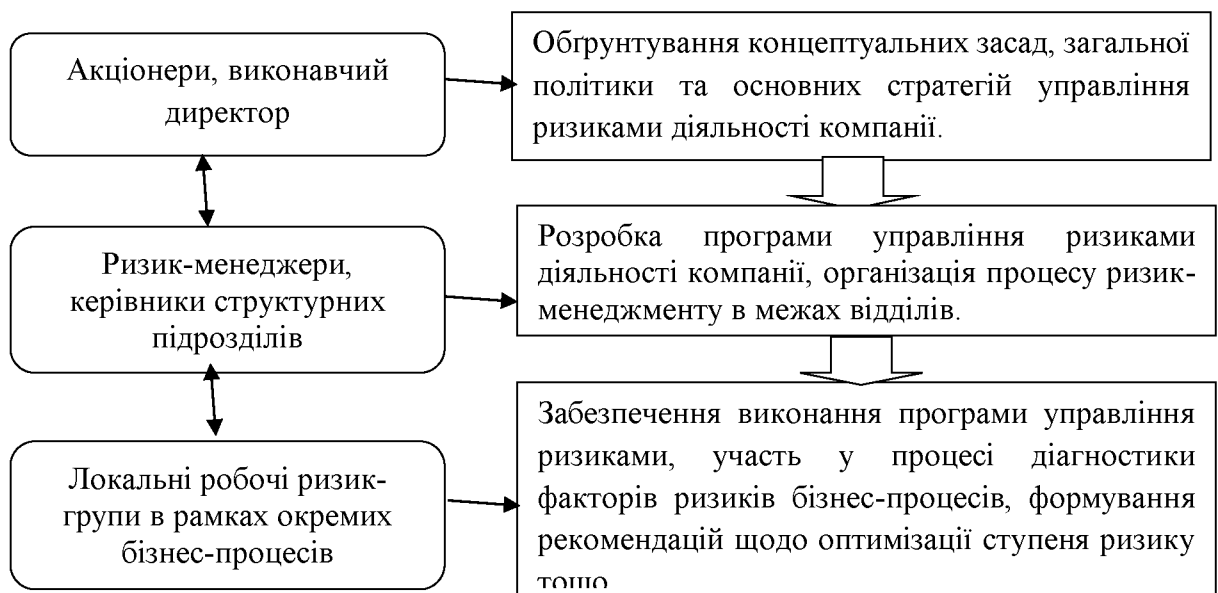 Акціонери, виконавчий
директор
Обґрунтування концептуальних засад, загальної
політики та основних стратегій управління
ризиками діяльності компанії.
Ризик-менеджери,
керівники структурних
підрозділів
Розробка програми управління ризиками
діяльності компанії, організація процесу ризик-
менеджменту в межах відділів.
Локальні робочі ризик-
групи в рамках окремих
бізнес-процесів
Забезпечення виконання програми управління
ризиками, участь у процесі діагностики
факторів ризиків бізнес-процесів, формування
рекомендацій щодо оптимізації ступеня ризику
тощо